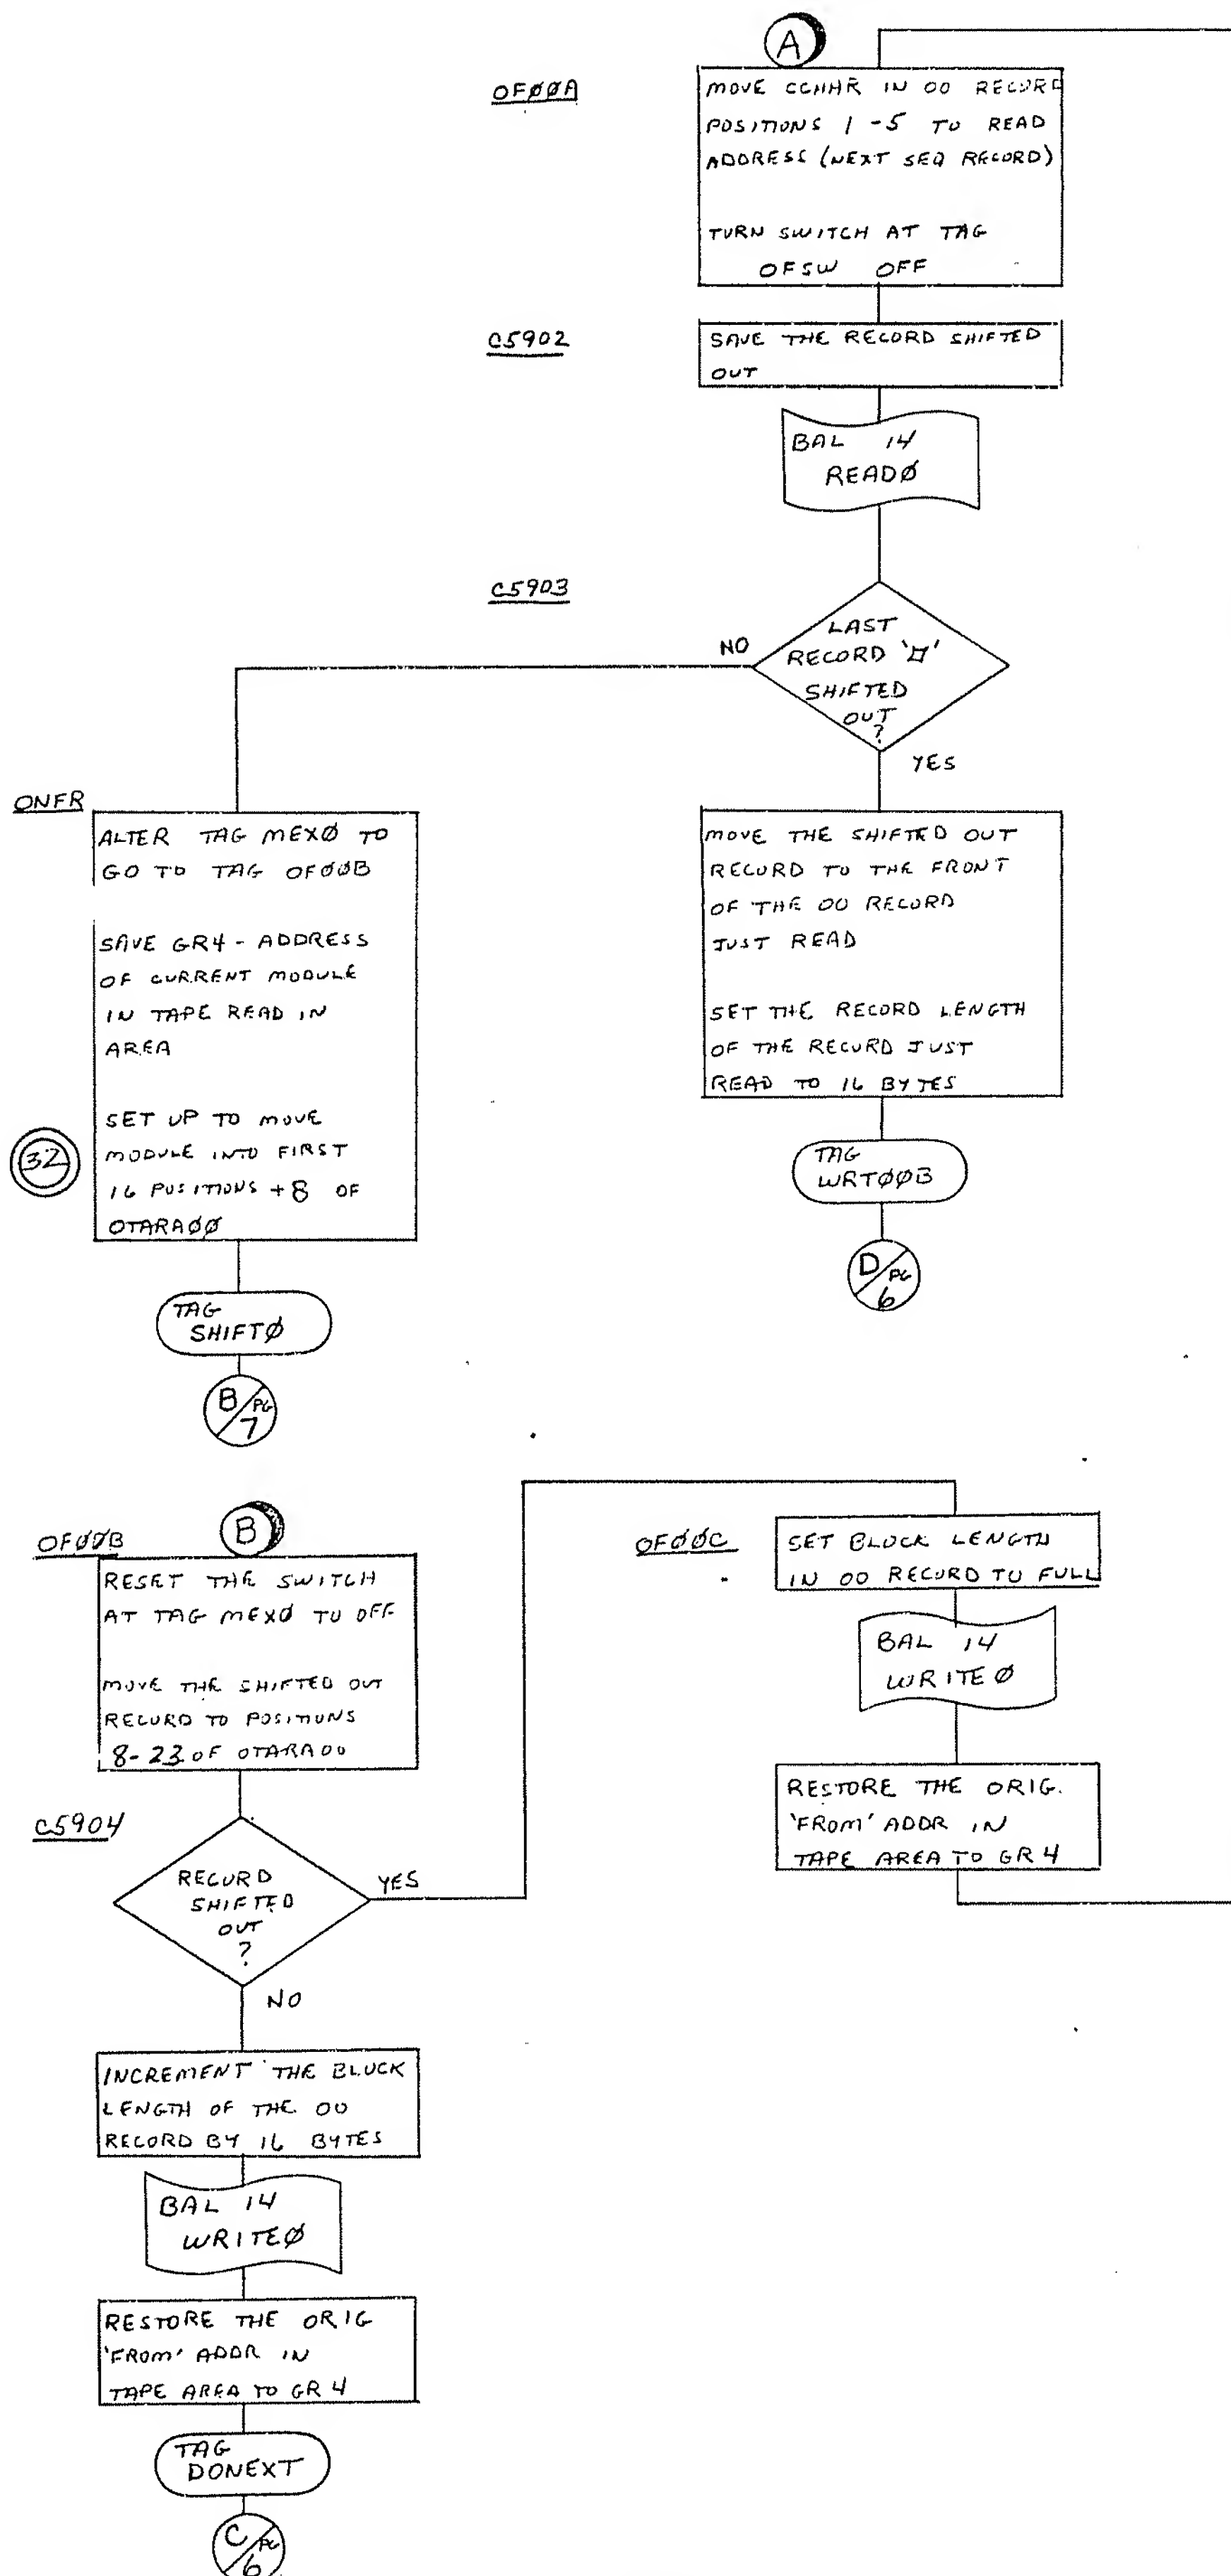 A
OFØØA
MOVE CCHHR IN 00 RECORD
POSITIONS 1-5 TO READ
ADDRESS (NEXT SEQ RECORD)
TURN SWITCH AT TAG
OFSW OFF
C5902
SAVE THE RECORD SHIFTED
OUT
BAL 14
READØ
C5903
LAST
RECORD '⌑'
SHIFTED
OUT
?
NO
YES
ONFR
ALTER TAG MEXØ TO
GO TO TAG OFØØB
SAVE GR4 - ADDRESS
OF CURRENT MODULE
IN TAPE READ IN
AREA
SET UP TO MOVE
MODULE INTO FIRST
16 POSITIONS +8 OF
OTARAØØ
32
TAG
SHIFTØ
B/PG
7
MOVE THE SHIFTED OUT
RECORD TO THE FRONT
OF THE 00 RECORD
JUST READ
SET THE RECORD LENGTH
OF THE RECORD JUST
READ TO 16 BYTES
TAG
WRTØØB
D/PG
6
B
OFØØB
RESET THE SWITCH
AT TAG MEXØ TO OFF
MOVE THE SHIFTED OUT
RECORD TO POSITIONS
8-23 OF OTARA00
C5904
RECORD
SHIFTED
OUT
?
YES
NO
OFØØC
SET BLOCK LENGTH
IN 00 RECORD TO FULL
BAL 14
WRITEØ
RESTORE THE ORIG.
'FROM' ADDR IN
TAPE AREA TO GR4
INCREMENT THE BLOCK
LENGTH OF THE 00
RECORD BY 16 BYTES
BAL 14
WRITEØ
RESTORE THE ORIG
'FROM' ADDR IN
TAPE AREA TO GR4
TAG
DONEXT
C/PG
6